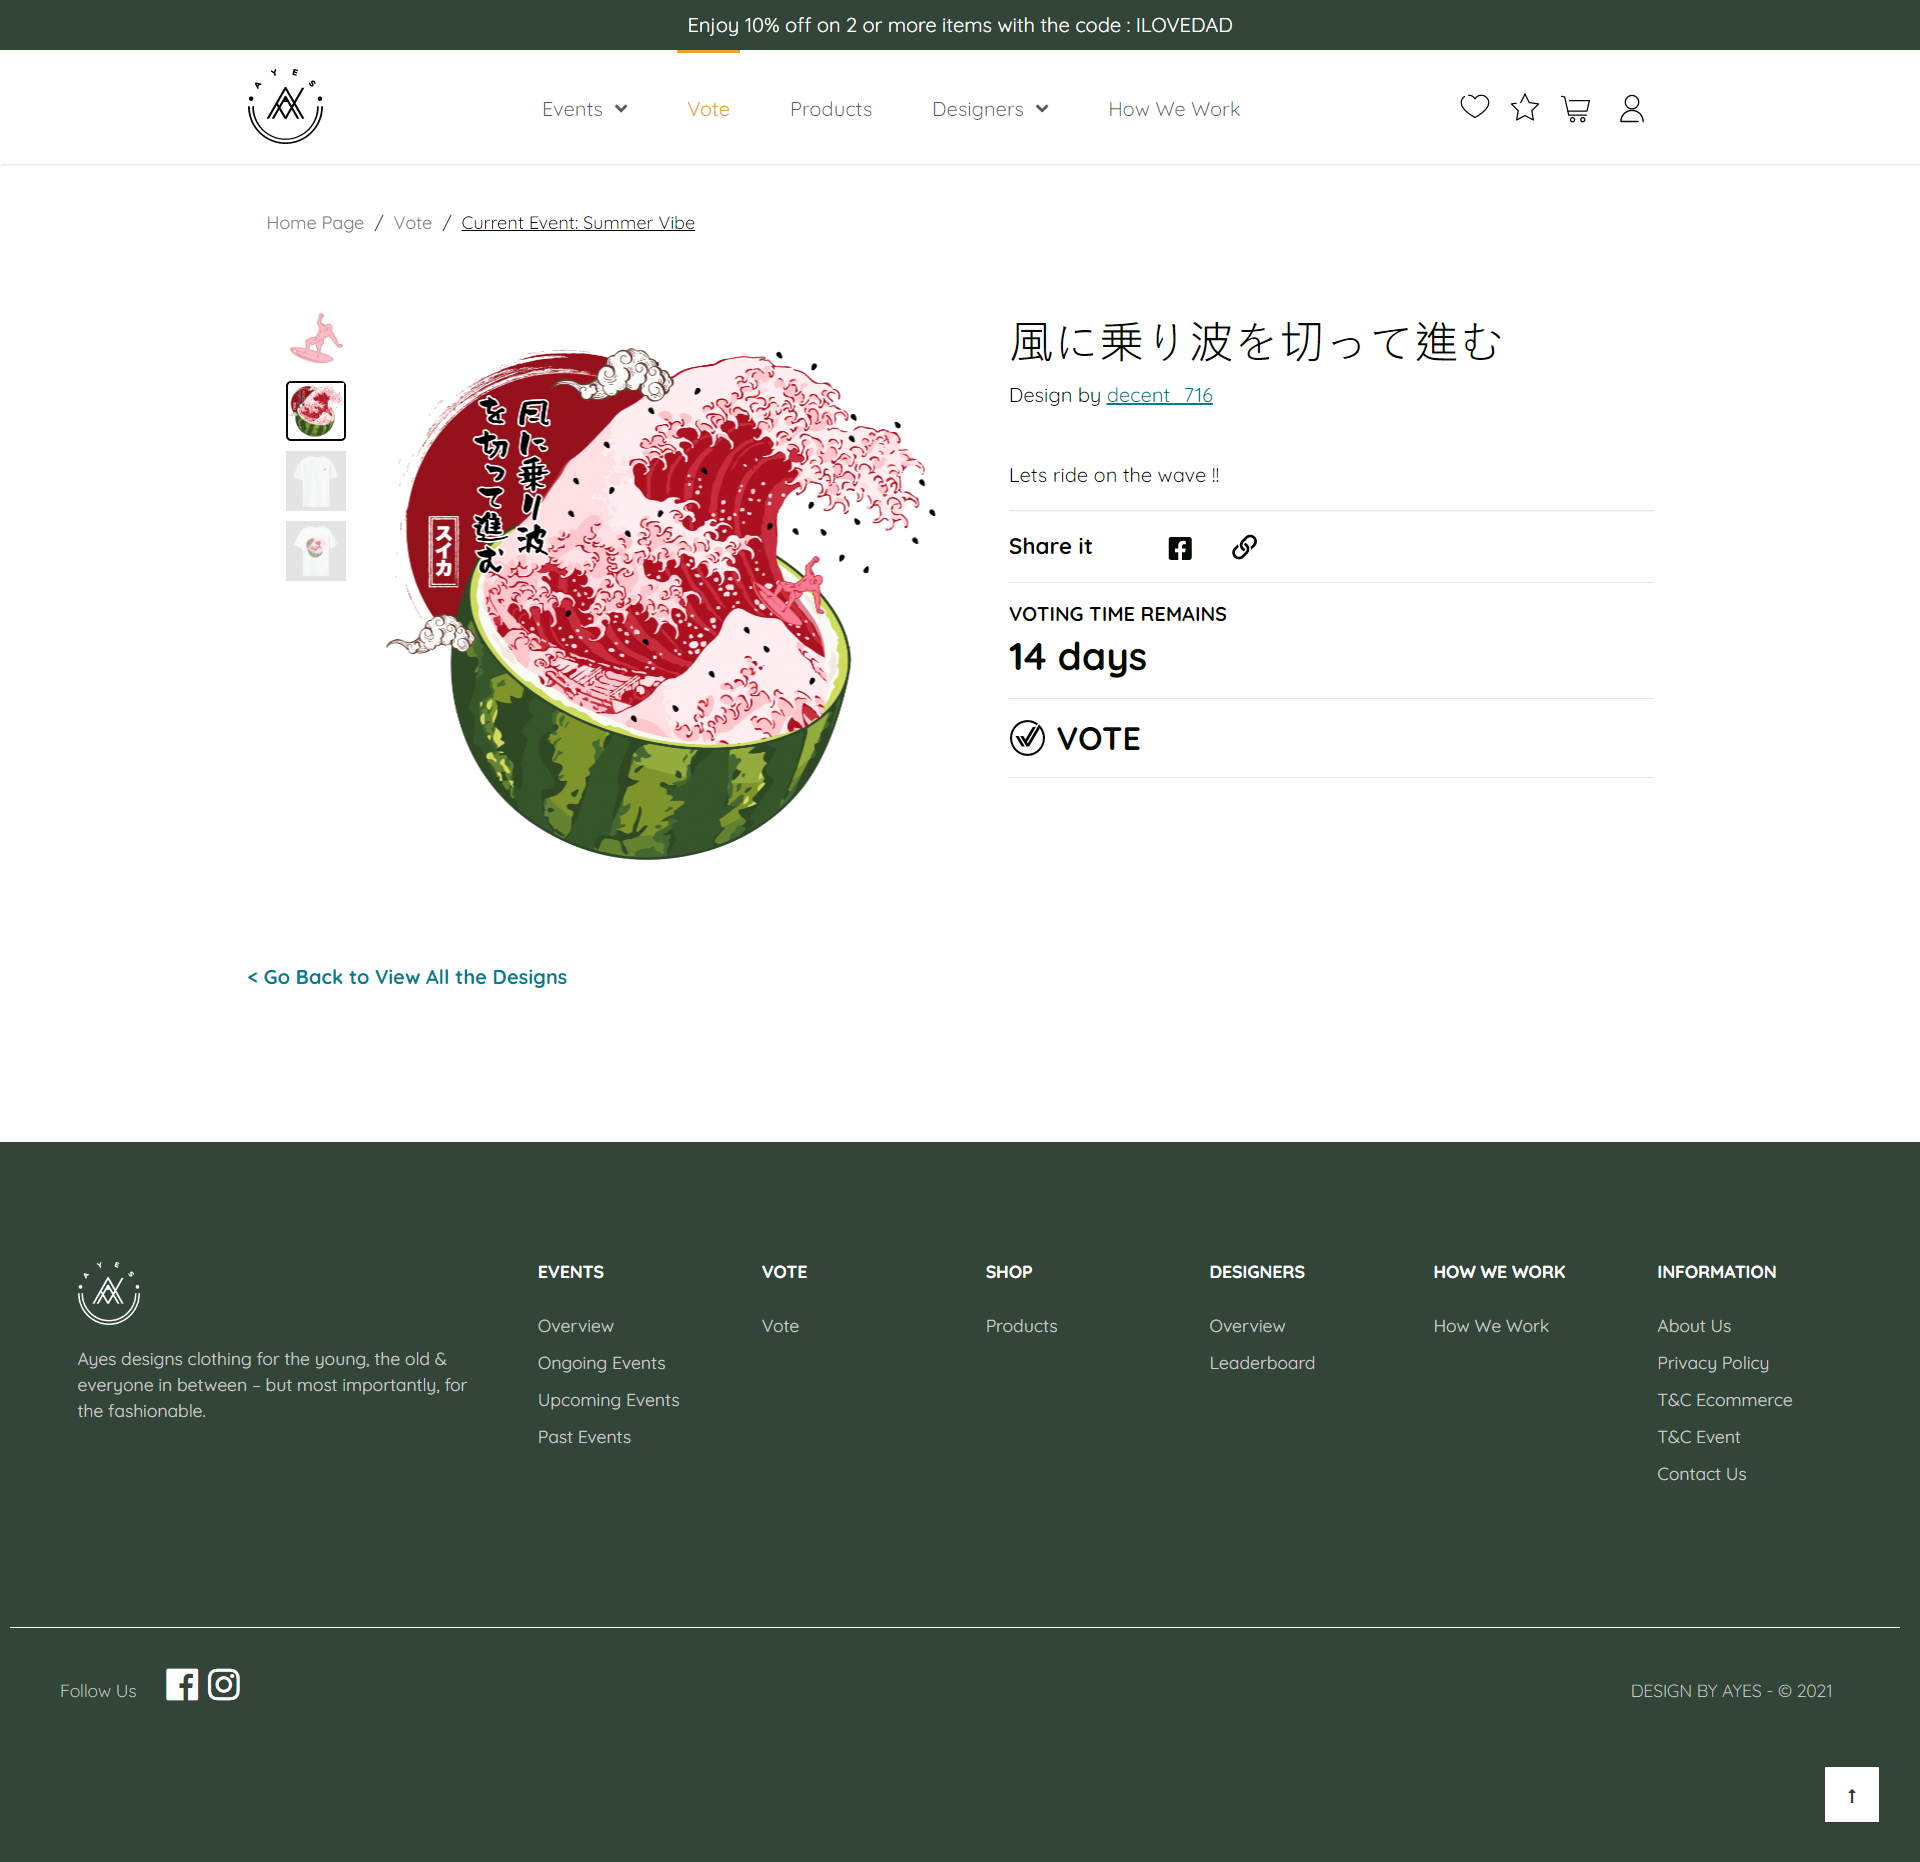 Enjoy 10% off on 2 or more items with the code : ILOVEDAD
AYES
Events
Vote
Products
Designers
How We Work
Home Page / Vote / Current Event: Summer Vibe
風に乗り波
を切って進む
スイカ
風に乗り波を切って進む
Design by decent_716
Lets ride on the wave !!
Share it
VOTING TIME REMAINS
14 days
VOTE
< Go Back to View All the Designs
AYES
Ayes designs clothing for the young, the old &
everyone in between – but most importantly, for
the fashionable.
EVENTS
Overview
Ongoing Events
Upcoming Events
Past Events
VOTE
Vote
SHOP
Products
DESIGNERS
Overview
Leaderboard
HOW WE WORK
How We Work
INFORMATION
About Us
Privacy Policy
T&C Ecommerce
T&C Event
Contact Us
Follow Us
DESIGN BY AYES - © 2021